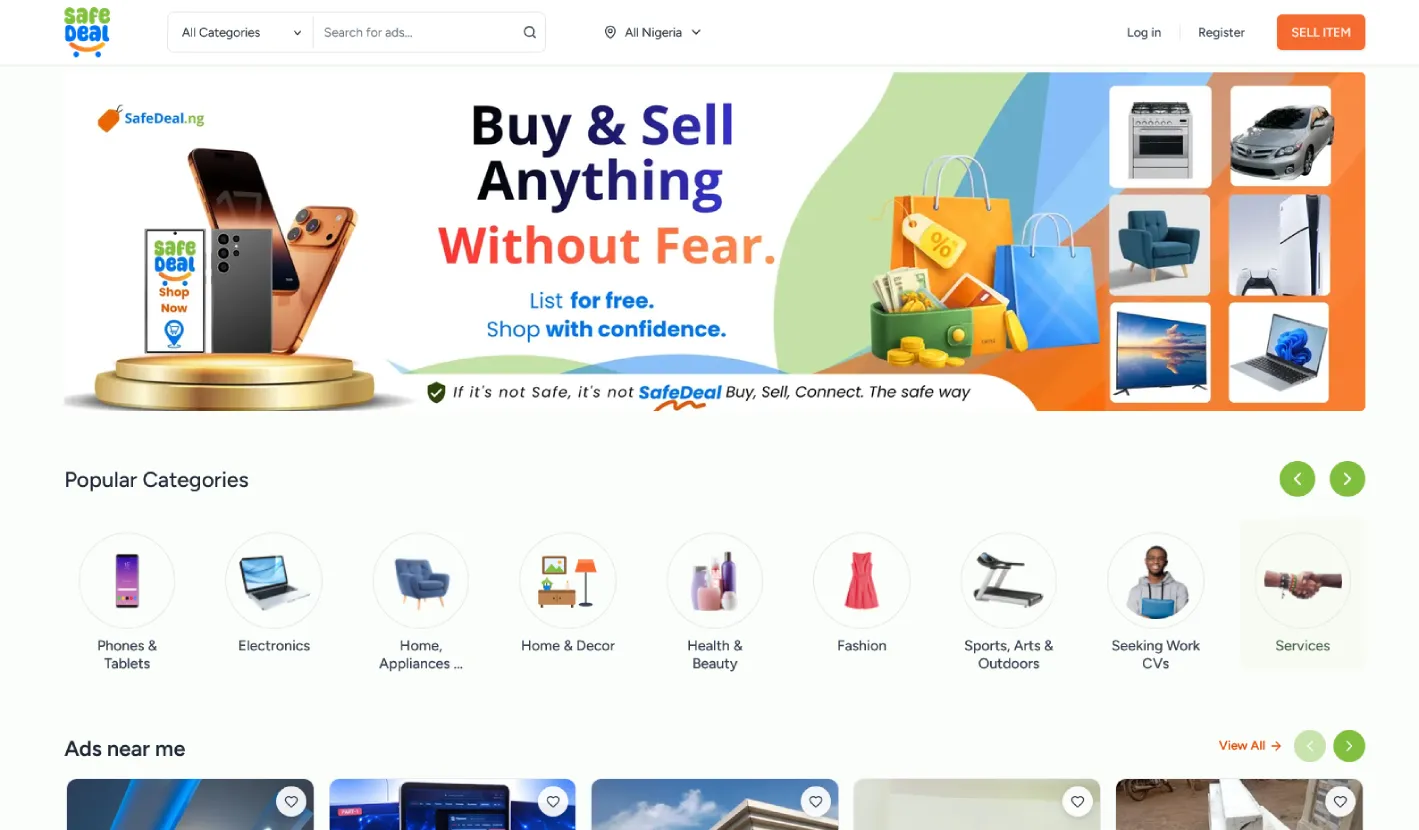 safe
Deal
All Categories
Search for ads...
All Nigeria
Log in
Register
SELL ITEM
SafeDeal.ng
Buy & Sell
Anything
Without Fear.
List for free.
Shop with confidence.
safe
Deal
Shop
Now
17
%
If it's not Safe, it's not SafeDeal Buy, Sell, Connect. The safe way
Popular Categories
Phones &
Tablets
Electronics
Home,
Appliances ...
Home & Decor
Health &
Beauty
Fashion
Sports, Arts &
Outdoors
Seeking Work
CVs
Services
Ads near me
View All